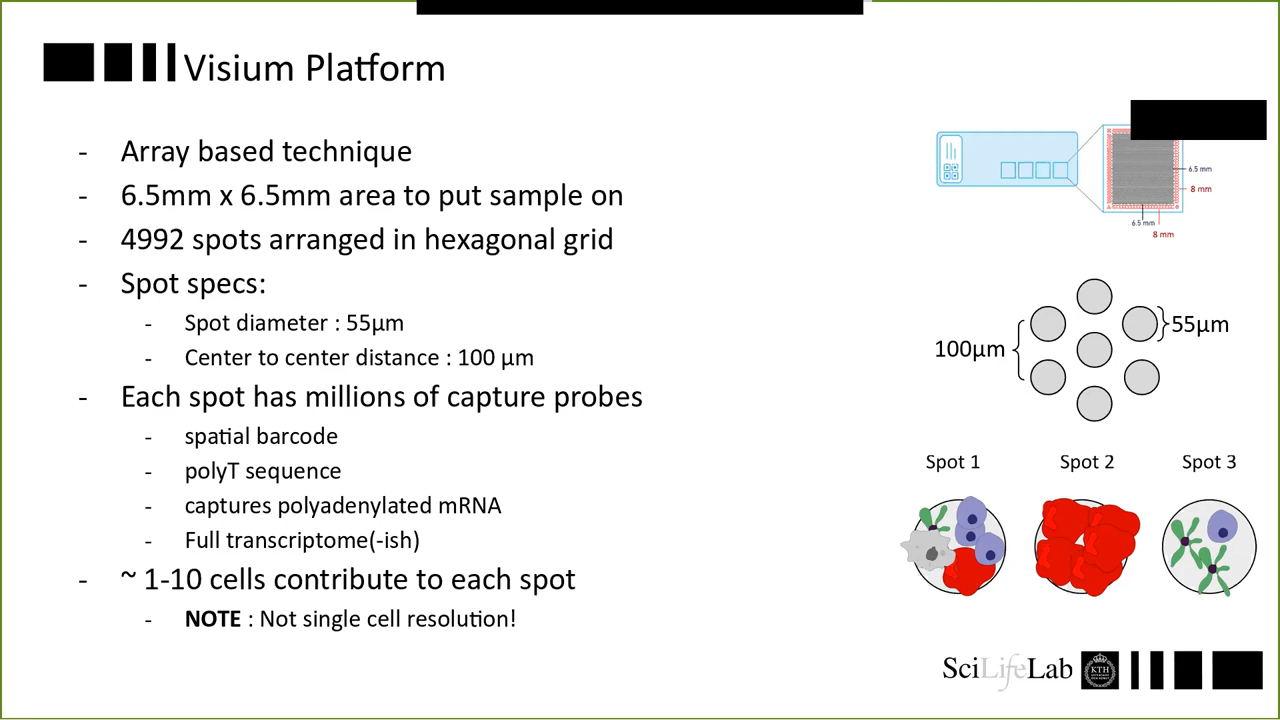 Visium Platform
- Array based technique
- 6.5mm x 6.5mm area to put sample on
- 4992 spots arranged in hexagonal grid
- Spot specs:
- Spot diameter : 55µm
- Center to center distance : 100 µm
- Each spot has millions of capture probes
- spatial barcode
- polyT sequence
- captures polyadenylated mRNA
- Full transcriptome(-ish)
- ~ 1-10 cells contribute to each spot
- NOTE : Not single cell resolution!
6.5 mm
8 mm
6.5 mm
8 mm
55µm
100µm
Spot 1 Spot 2 Spot 3
SciLifeLab
KTH